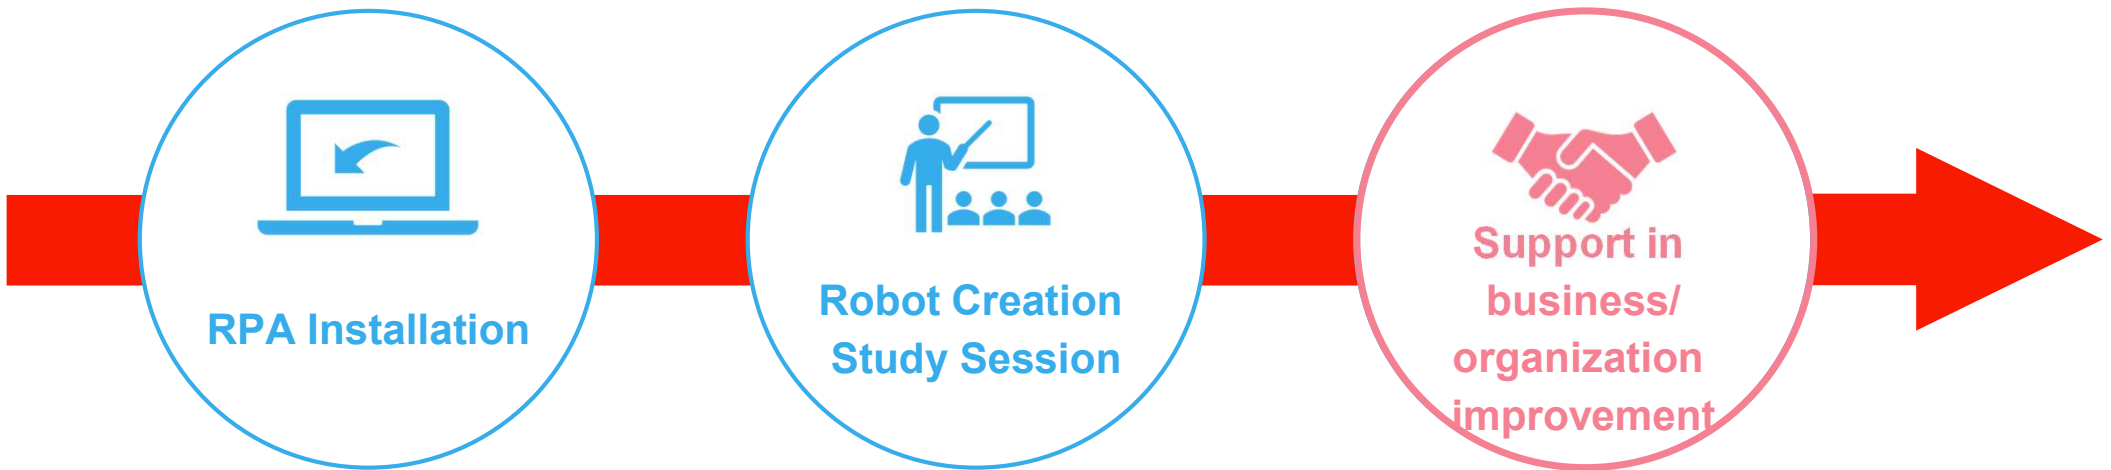 RPA Installation
Robot Creation
Study Session
Support in
business/
organization
improvement